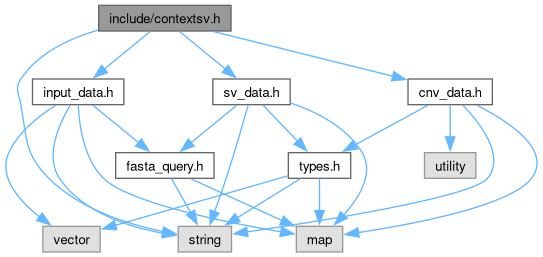 include/contextsv.h
input_data.h
sv_data.h
cnv_data.h
fasta_query.h
types.h
utility
vector
string
map